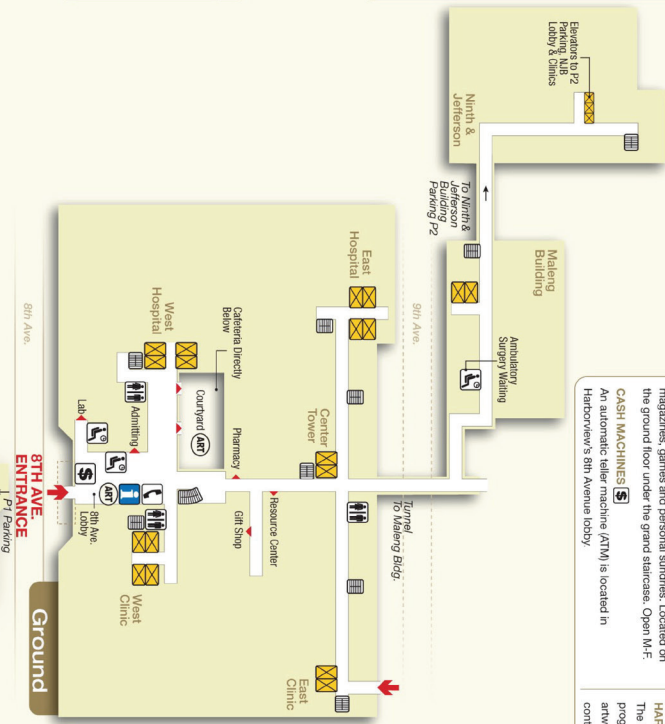 magazines, games and personal sundries. Located on
the ground floor under the grand staircase. Open M-F.
CASH MACHINES $
An automatic teller machine (ATM) is located in
Harborview's 8th Avenue lobby.
The
Elevators to P2
Parking, NJB
Lobby & Clinics
Ninth &
Jefferson
To Ninth &
Jefferson
Building
Parking P2
Maleng
Building
Ambulatory
Surgery Waiting
9th Ave.
Tunnel
To Maleng Bldg.
East
Hospital
Center
Tower
East
Clinic
Cafeteria Directly
Below
West
Hospital
Courtyard
ART
Pharmacy
Resource Center
Gift Shop
Admitting
Lab
$
ART
i
8th Ave.
Lobby
West
Clinic
8th Ave.
8TH AVE.
ENTRANCE
P1 Parking
Ground